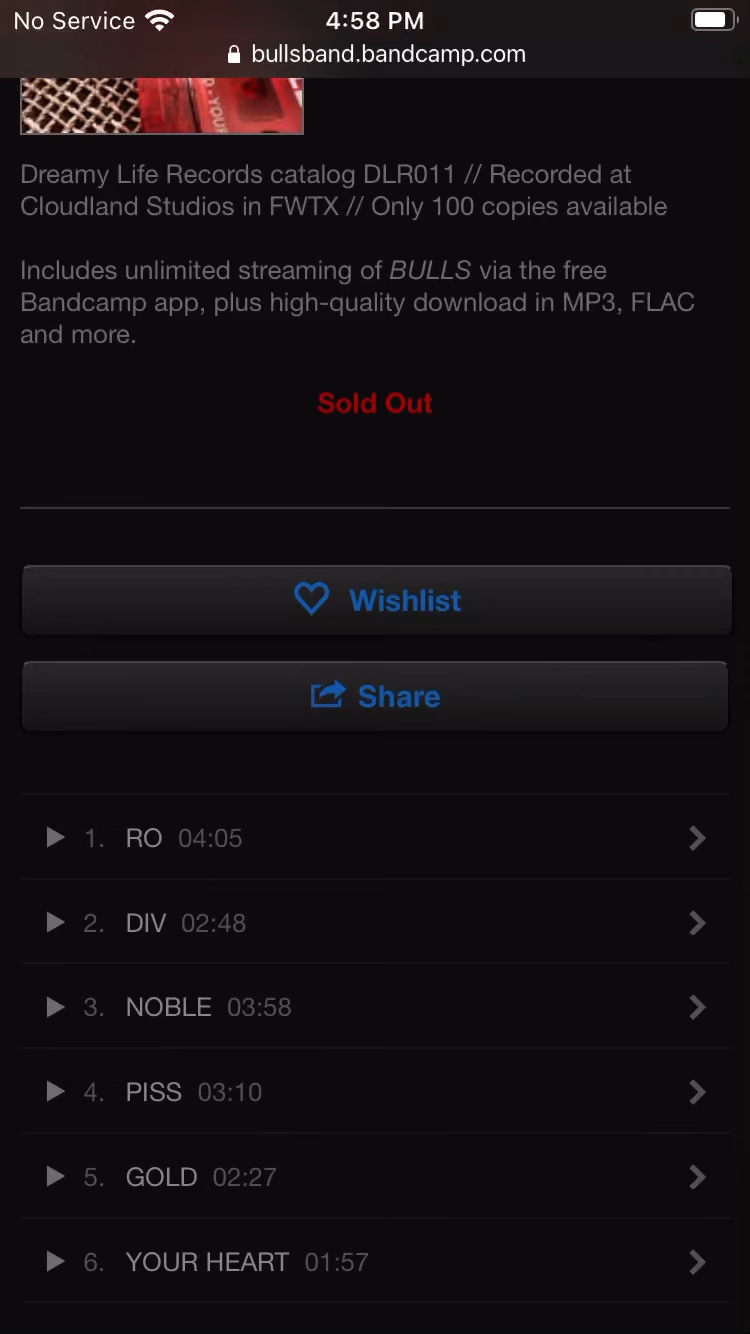 No Service 4:58 PM
bullsband.bandcamp.com
Dreamy Life Records catalog DLR011 // Recorded at
Cloudland Studios in FWTX // Only 100 copies available
Includes unlimited streaming of BULLS via the free
Bandcamp app, plus high-quality download in MP3, FLAC
and more.
Sold Out
Wishlist
Share
1. RO 04:05
2. DIV 02:48
3. NOBLE 03:58
4. PISS 03:10
5. GOLD 02:27
6. YOUR HEART 01:57